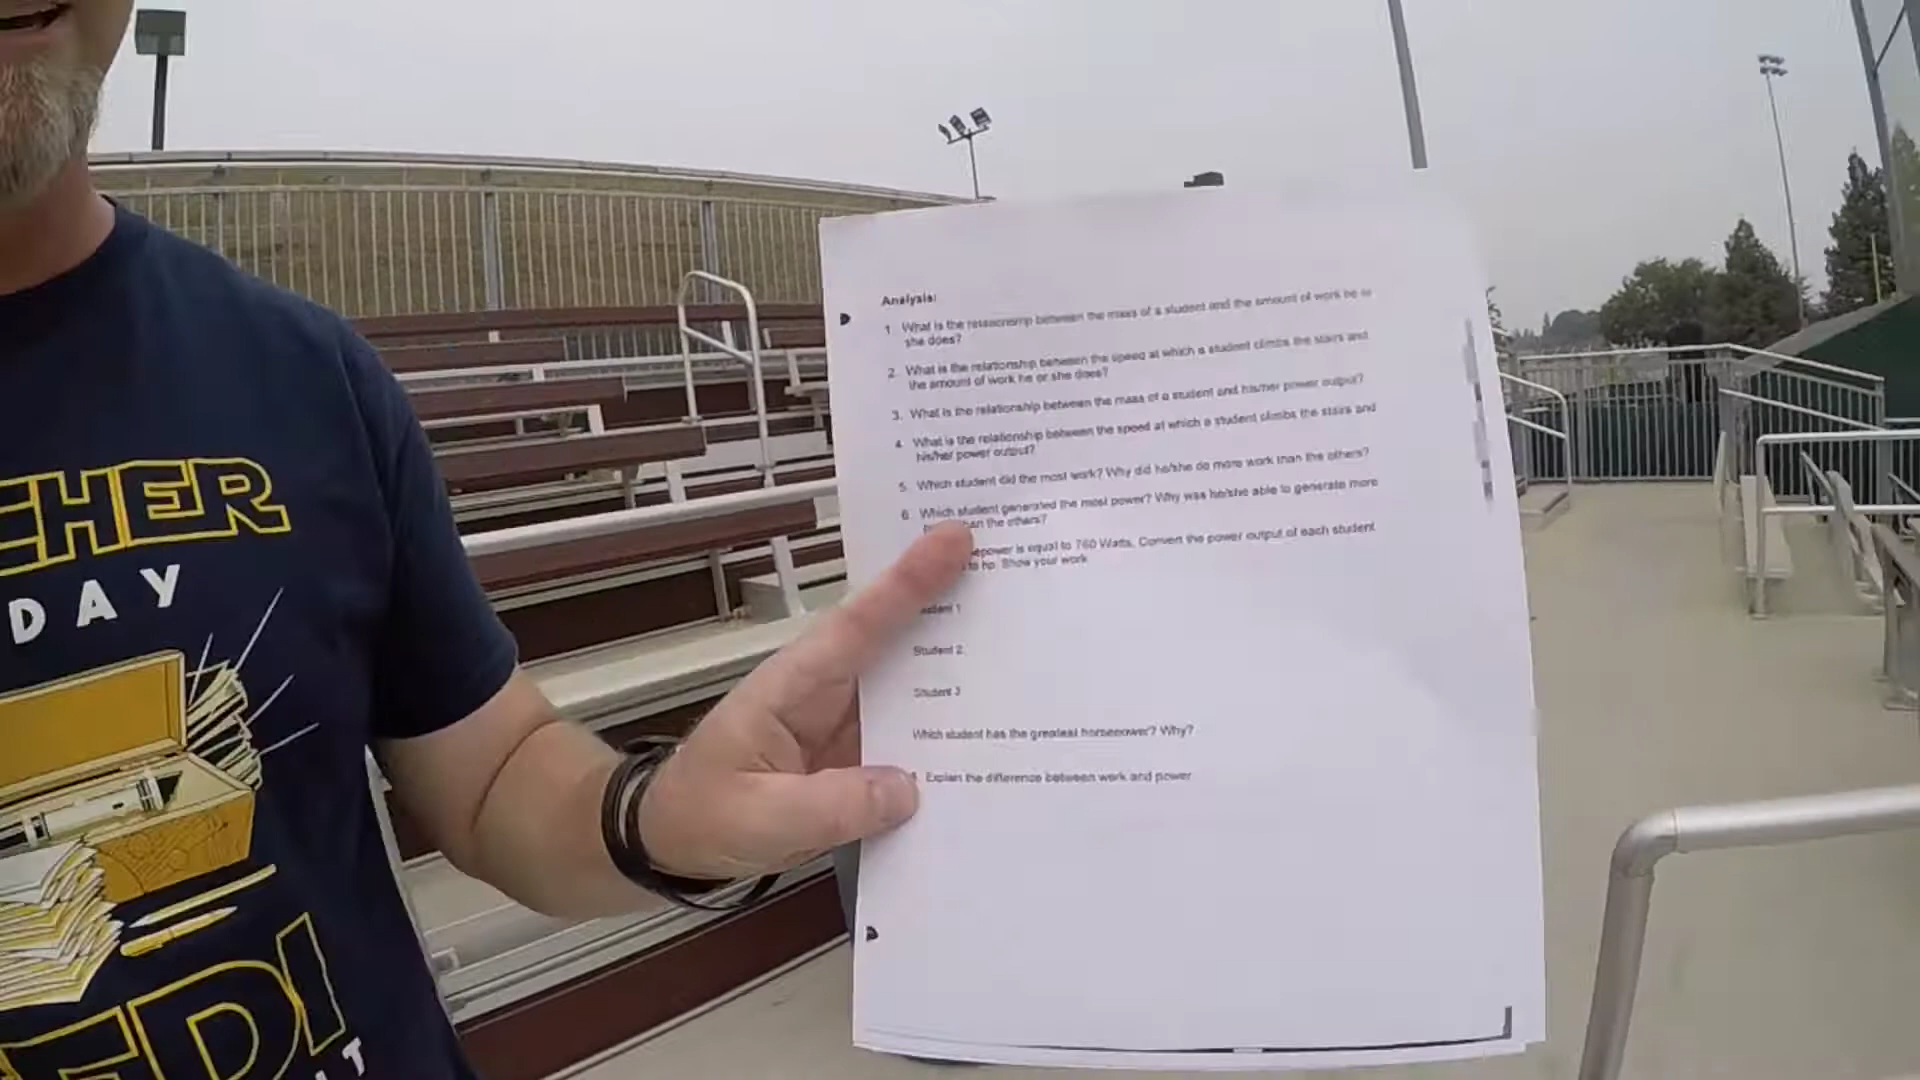 CHER
DAY
EDI
IT
Analysis:
1. What is the relationship between the mass of a student and the amount of work he or
she does?
2. What is the relationship between the speed at which a student climbs the stairs and
the amount of work he or she does?
3. What is the relationship between the mass of a student and his/her power output?
4. What is the relationship between the speed at which a student climbs the stairs and
his/her power output?
5. Which student did the most work? Why did he/she do more work than the others?
6. Which student generated the most power? Why was he/she able to generate more
than the others?
epower is equal to 760 Watts. Convert the power output of each student
to hp. Show your work
udent 1
Student 2
Student 3
Which student has the greatest horsepower? Why?
Explain the difference between work and power